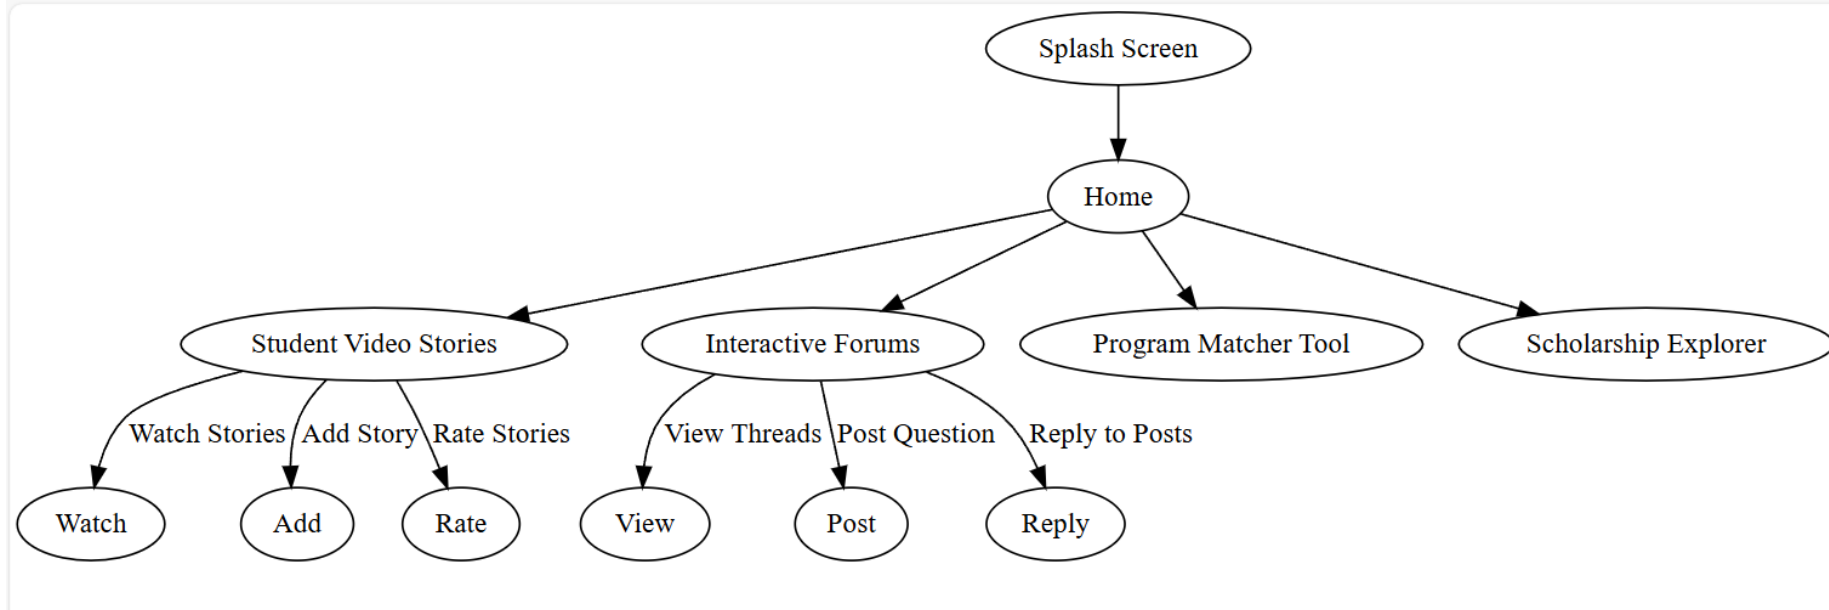 Splash Screen
Home
Student Video Stories
Interactive Forums
Program Matcher Tool
Scholarship Explorer
Watch Stories
Add Story
Rate Stories
View Threads
Post Question
Reply to Posts
Watch
Add
Rate
View
Post
Reply